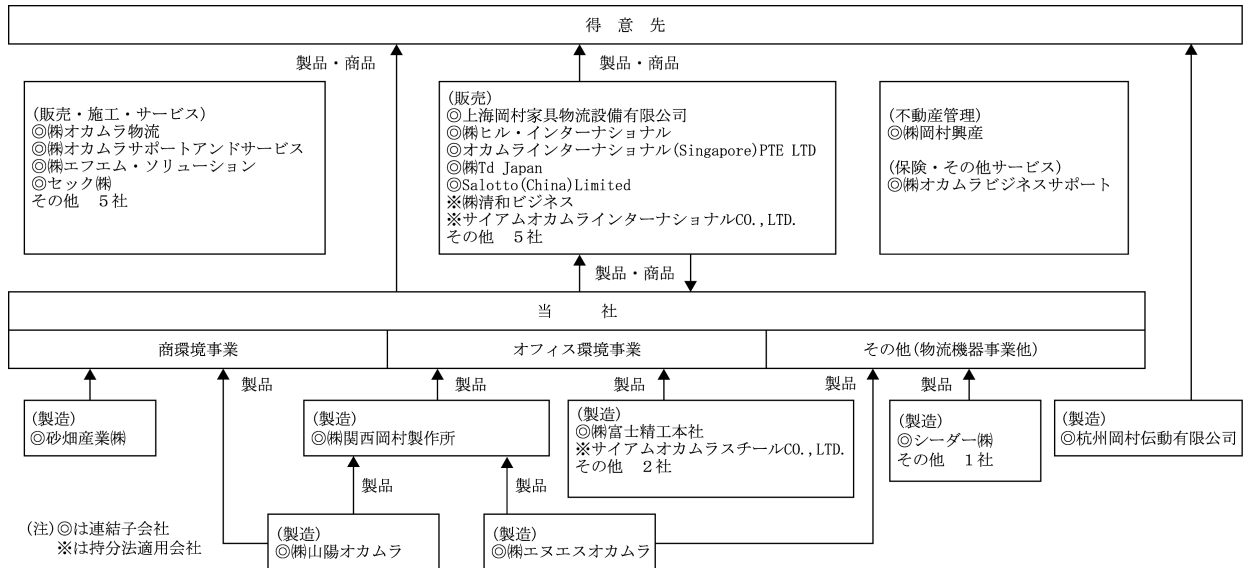 得意先
製品・商品
製品・商品
(販売・施工・サービス)
◎㈱オカムラ物流
◎㈱オカムラサポートアンドサービス
◎㈱エフエム・ソリューション
◎セック㈱
その他　５社
(販売)
◎上海岡村家具物流設備有限公司
◎㈱ヒル・インターナショナル
◎オカムラインターナショナル(Singapore)PTE LTD
◎㈱Td Japan
◎Salotto(China)Limited
※㈱清和ビジネス
※サイアムオカムラインターナショナルCO.,LTD.
その他　５社
(不動産管理)
◎㈱岡村興産
(保険・その他サービス)
◎㈱オカムラビジネスサポート
製品・商品
当社
商環境事業
オフィス環境事業
その他(物流機器事業他)
製品
製品
製品
製品
製品
(製造)
◎砂畑産業㈱
(製造)
◎㈱関西岡村製作所
(製造)
◎㈱富士精工本社
※サイアムオカムラスチールCO.,LTD.
その他　２社
(製造)
◎シーダー㈱
その他　１社
(製造)
◎杭州岡村伝動有限公司
製品
製品
(製造)
◎㈱山陽オカムラ
(製造)
◎㈱エヌエスオカムラ
(注)◎は連結子会社
※は持分法適用会社